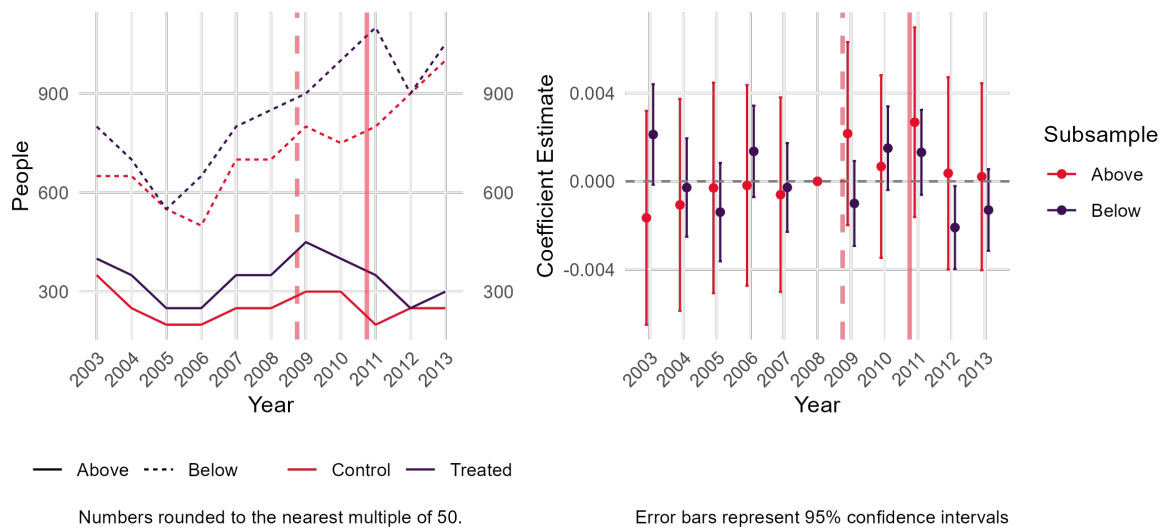 People
900
600
300
900
600
300
2003 2004 2005 2006 2007 2008 2009 2010 2011 2012 2013
Year
Above Below Control Treated
Numbers rounded to the nearest multiple of 50.
Coefficient Estimate
0.004
0.000
-0.004
2003 2004 2005 2006 2007 2008 2009 2010 2011 2012 2013
Year
Subsample
Above
Below
Error bars represent 95% confidence intervals